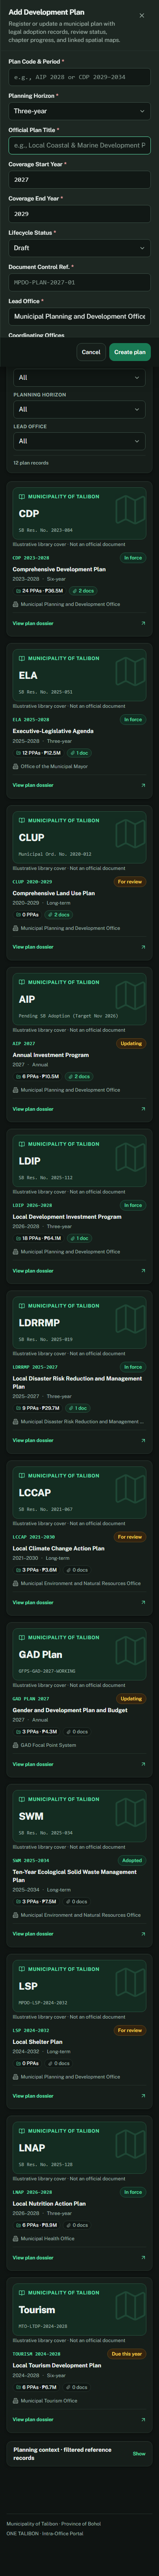 Add Development Plan
Register or update a municipal plan with
legal adoption records, review status,
chapter progress, and linked spatial maps.
Plan Code & Period *
e.g., AIP 2028 or CDP 2029–2034
Planning Horizon *
Three-year
Official Plan Title *
e.g., Local Coastal & Marine Development P
Coverage Start Year *
2027
Coverage End Year *
2029
Lifecycle Status *
Draft
Document Control Ref. *
MPDO-PLAN-2027-01
Lead Office *
Municipal Planning and Development Office
Coordinating Offices
Cancel
Create plan
All
PLANNING HORIZON
All
LEAD OFFICE
All
12 plan records
MUNICIPALITY OF TALIBON
CDP
SB Res. No. 2023-084
Illustrative library cover · Not an official document
CDP 2023-2028
In force
Comprehensive Development Plan
2023–2028 · Six-year
24 PPAs · ₱36.5M
2 docs
Municipal Planning and Development Office
View plan dossier
MUNICIPALITY OF TALIBON
ELA
SB Res. No. 2025-051
Illustrative library cover · Not an official document
ELA 2025-2028
In force
Executive-Legislative Agenda
2025–2028 · Three-year
12 PPAs · ₱12.5M
1 doc
Office of the Municipal Mayor
View plan dossier
MUNICIPALITY OF TALIBON
CLUP
Municipal Ord. No. 2020-012
Illustrative library cover · Not an official document
CLUP 2020-2029
For review
Comprehensive Land Use Plan
2020–2029 · Long-term
0 PPAs
2 docs
Municipal Planning and Development Office
View plan dossier
MUNICIPALITY OF TALIBON
AIP
Pending SB Adoption (Target Nov 2026)
Illustrative library cover · Not an official document
AIP 2027
Updating
Annual Investment Program
2027 · Annual
6 PPAs · ₱10.5M
2 docs
Municipal Planning and Development Office
View plan dossier
MUNICIPALITY OF TALIBON
LDIP
SB Res. No. 2025-112
Illustrative library cover · Not an official document
LDIP 2026-2028
In force
Local Development Investment Program
2026–2028 · Three-year
18 PPAs · ₱64.1M
1 doc
Municipal Planning and Development Office
View plan dossier
MUNICIPALITY OF TALIBON
LDRRMP
SB Res. No. 2025-019
Illustrative library cover · Not an official document
LDRRMP 2025-2027
In force
Local Disaster Risk Reduction and Management
Plan
2025–2027 · Three-year
9 PPAs · ₱29.7M
1 doc
Municipal Disaster Risk Reduction and Management ...
View plan dossier
MUNICIPALITY OF TALIBON
LCCAP
SB Res. No. 2021-067
Illustrative library cover · Not an official document
LCCAP 2021-2030
For review
Local Climate Change Action Plan
2021–2030 · Long-term
3 PPAs · ₱3.6M
0 docs
Municipal Environment and Natural Resources Office
View plan dossier
MUNICIPALITY OF TALIBON
GAD Plan
GFPS-GAD-2027-WORKING
Illustrative library cover · Not an official document
GAD PLAN 2027
Updating
Gender and Development Plan and Budget
2027 · Annual
3 PPAs · ₱4.3M
0 docs
GAD Focal Point System
View plan dossier
MUNICIPALITY OF TALIBON
SWM
SB Res. No. 2025-034
Illustrative library cover · Not an official document
SWM 2025-2034
Adopted
Ten-Year Ecological Solid Waste Management
Plan
2025–2034 · Long-term
3 PPAs · ₱7.5M
0 docs
Municipal Environment and Natural Resources Office
View plan dossier
MUNICIPALITY OF TALIBON
LSP
MPDO-LSP-2024-2032
Illustrative library cover · Not an official document
LSP 2024-2032
For review
Local Shelter Plan
2024–2032 · Long-term
0 PPAs
0 docs
Municipal Planning and Development Office
View plan dossier
MUNICIPALITY OF TALIBON
LNAP
SB Res. No. 2025-128
Illustrative library cover · Not an official document
LNAP 2026-2028
In force
Local Nutrition Action Plan
2026–2028 · Three-year
6 PPAs · ₱8.9M
0 docs
Municipal Health Office
View plan dossier
MUNICIPALITY OF TALIBON
Tourism
MTO-LTDP-2024-2028
Illustrative library cover · Not an official document
TOURISM 2024-2028
Due this year
Local Tourism Development Plan
2024–2028 · Six-year
6 PPAs · ₱6.7M
0 docs
Municipal Tourism Office
View plan dossier
Planning context · filtered reference
records
Show
Municipality of Talibon · Province of Bohol
ONE TALIBON · Intra-Office Portal